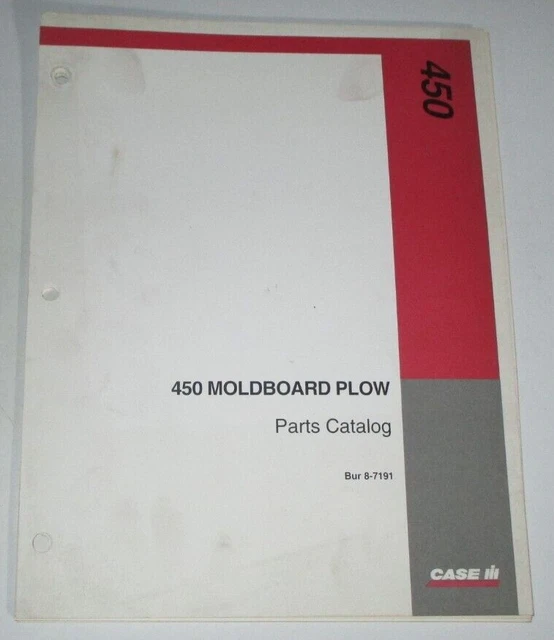 450
450 MOLDBOARD PLOW
Parts Catalog
Bur 8-7191
CASE IH